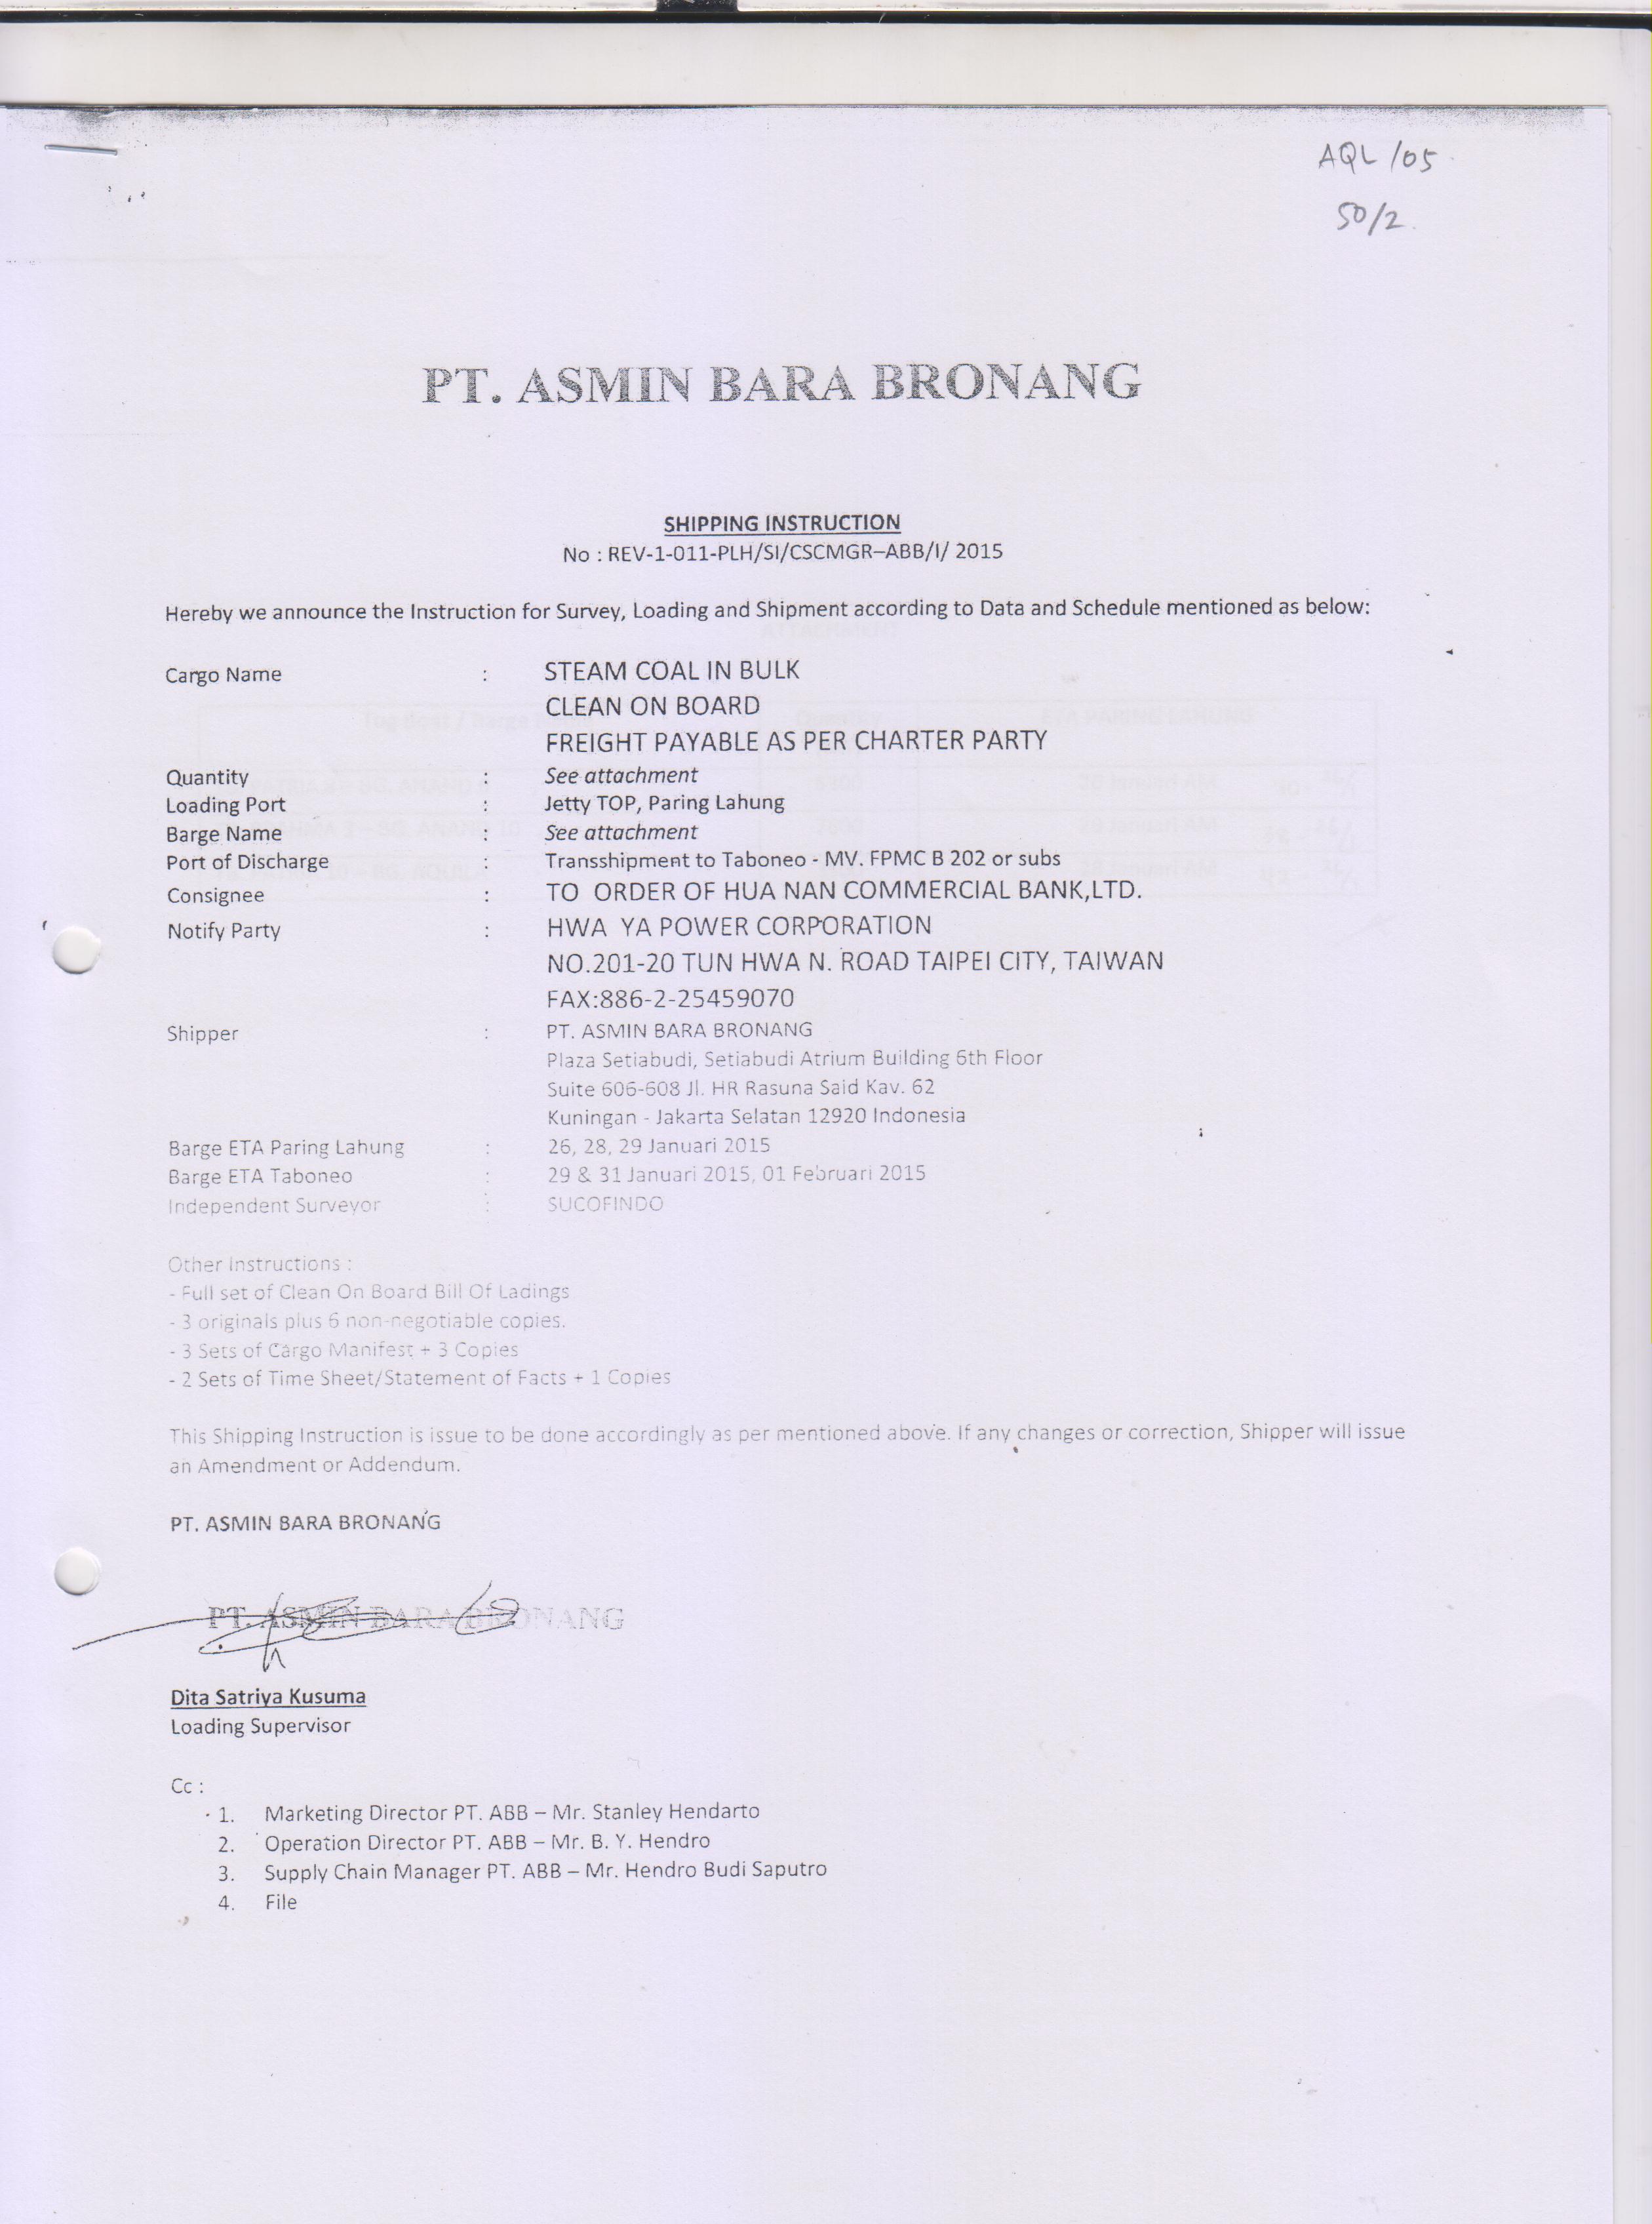 AQL /05
50/2.
PT. ASMIN BARA BRONANG
SHIPPING INSTRUCTION
No : REV-1-011-PLH/SI/CSCMGR–ABB/I/ 2015
Hereby we announce the Instruction for Survey, Loading and Shipment according to Data and Schedule mentioned as below:
Cargo Name : STEAM COAL IN BULK
CLEAN ON BOARD
FREIGHT PAYABLE AS PER CHARTER PARTY
Quantity : See attachment
Loading Port : Jetty TOP, Paring Lahung
Barge Name : See attachment
Port of Discharge : Transshipment to Taboneo - MV. FPMC B 202 or subs
Consignee : TO ORDER OF HUA NAN COMMERCIAL BANK,LTD.
Notify Party : HWA YA POWER CORPORATION
NO.201-20 TUN HWA N. ROAD TAIPEI CITY, TAIWAN
FAX:886-2-25459070
Shipper : PT. ASMIN BARA BRONANG
Plaza Setiabudi, Setiabudi Atrium Building 6th Floor
Suite 606-608 Jl. HR Rasuna Said Kav. 62
Kuningan - Jakarta Selatan 12920 Indonesia
Barge ETA Paring Lahung : 26, 28, 29 Januari 2015
Barge ETA Taboneo : 29 & 31 Januari 2015, 01 Februari 2015
Independent Surveyor : SUCOFINDO
Other Instructions :
- Full set of Clean On Board Bill Of Ladings
- 3 originals plus 6 non-negotiable copies.
- 3 Sets of Cargo Manifest + 3 Copies
- 2 Sets of Time Sheet/Statement of Facts + 1 Copies
This Shipping Instruction is issue to be done accordingly as per mentioned above. If any changes or correction, Shipper will issue
an Amendment or Addendum.
PT. ASMIN BARA BRONANG
PT. ASMIN BARA BRONANG
Dita Satriya Kusuma
Loading Supervisor
Cc :
1. Marketing Director PT. ABB – Mr. Stanley Hendarto
2. Operation Director PT. ABB – Mr. B. Y. Hendro
3. Supply Chain Manager PT. ABB – Mr. Hendro Budi Saputro
4. File